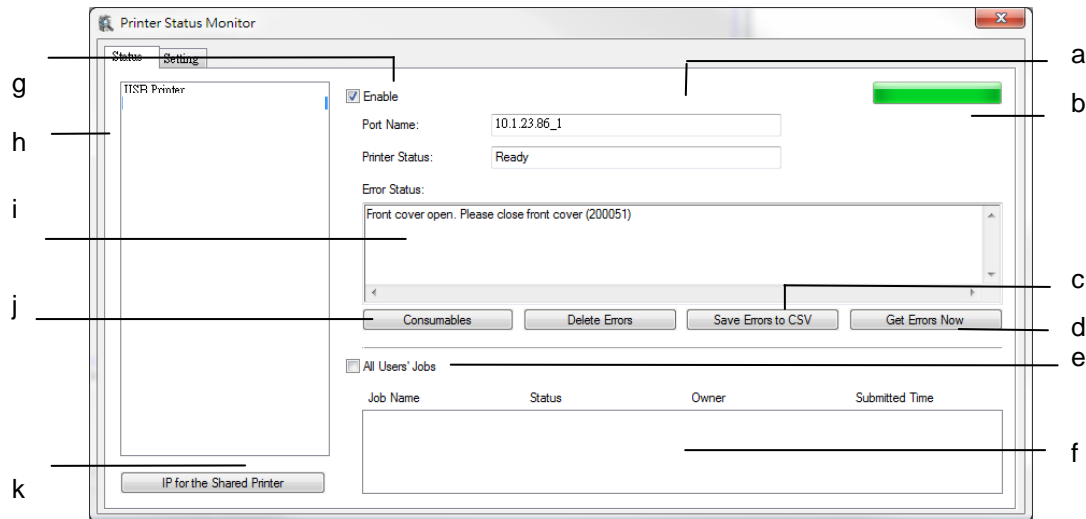 Printer Status Monitor
Status Setting
a
g
USB Printer
Enable
b
Port Name: 10.1.23.86_1
h
Printer Status: Ready
Error Status:
i
Front cover open. Please close front cover (200051)
c
j
Consumables Delete Errors Save Errors to CSV Get Errors Now
d
e
All Users' Jobs
Job Name Status Owner Submitted Time
f
k
IP for the Shared Printer